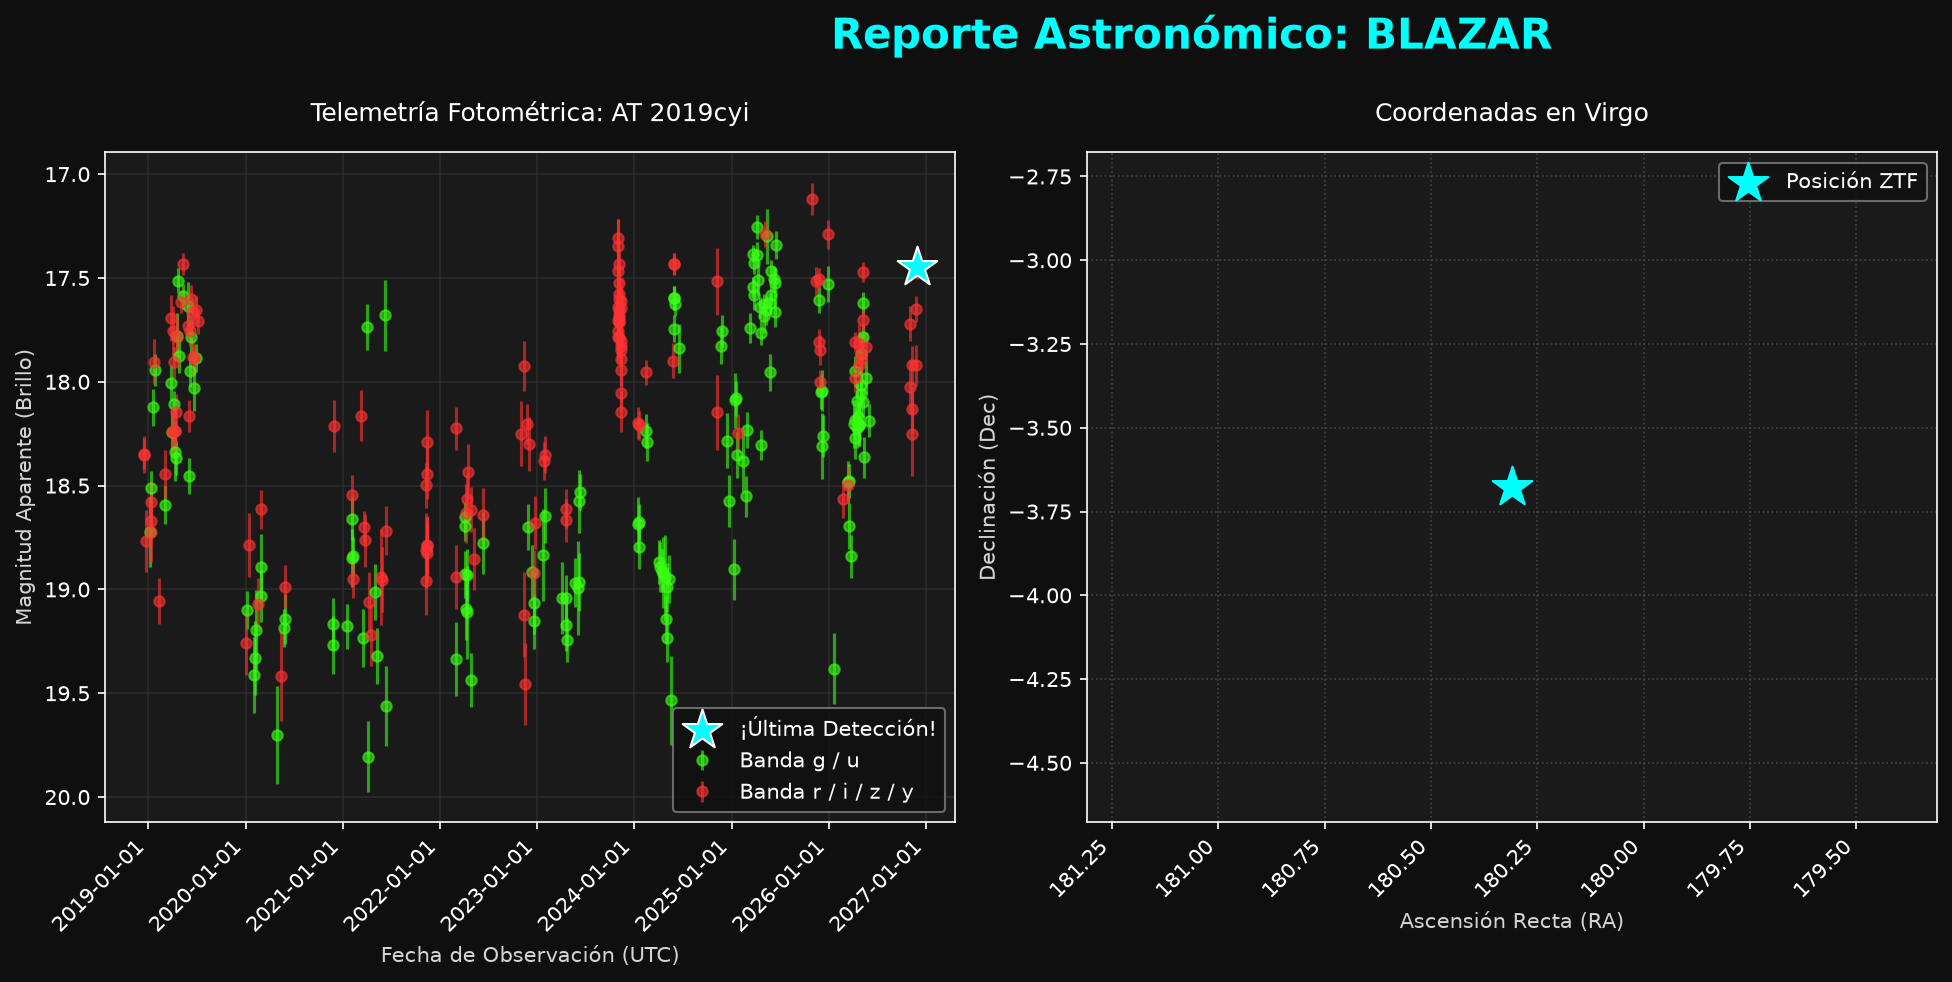 Reporte Astronómico: BLAZAR
Telemetría Fotométrica: AT 2019cyi
Magnitud Aparente (Brillo)
17.0
17.5
18.0
18.5
19.0
19.5
20.0
¡Última Detección!
Banda g / u
Banda r / i / z / y
2019-01-01
2020-01-01
2021-01-01
2022-01-01
2023-01-01
2024-01-01
2025-01-01
2026-01-01
2027-01-01
Fecha de Observación (UTC)
Coordenadas en Virgo
Declinación (Dec)
−2.75
−3.00
−3.25
−3.50
−3.75
−4.00
−4.25
−4.50
Posición ZTF
181.25
181.00
180.75
180.50
180.25
180.00
179.75
179.50
Ascensión Recta (RA)